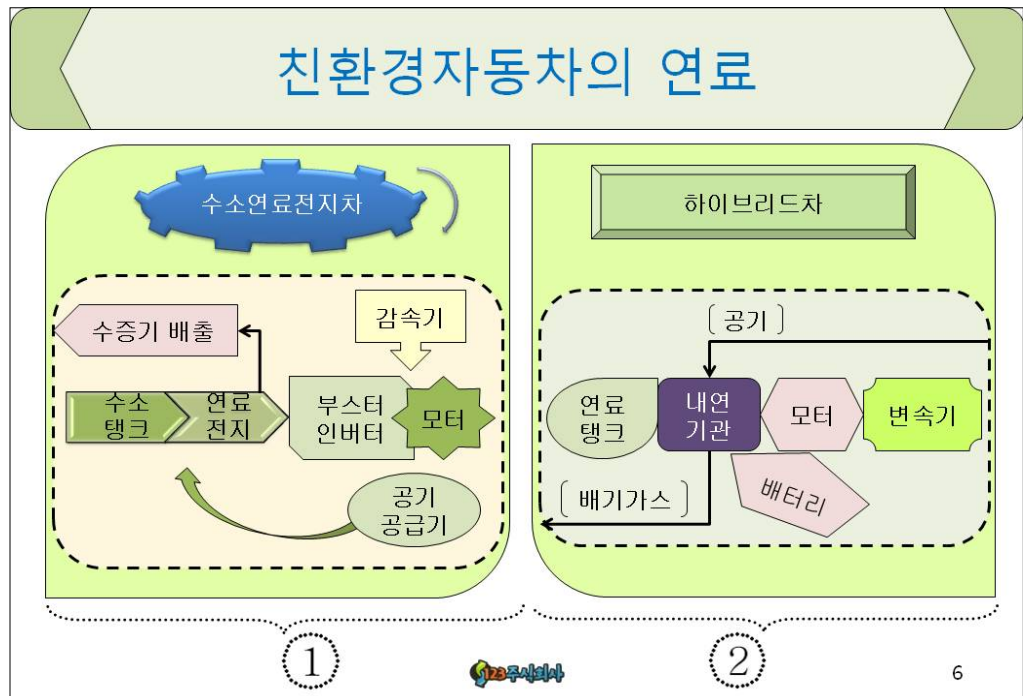 친환경자동차의 연료
수소연료전지차
수증기 배출
감속기
수소
탱크
연료
전지
부스터
인버터
모터
공기
공급기
1
하이브리드차
[ 공기 ]
연료
탱크
내연
기관
모터
변속기
배터리
[ 배기가스 ]
2
123주식회사
6